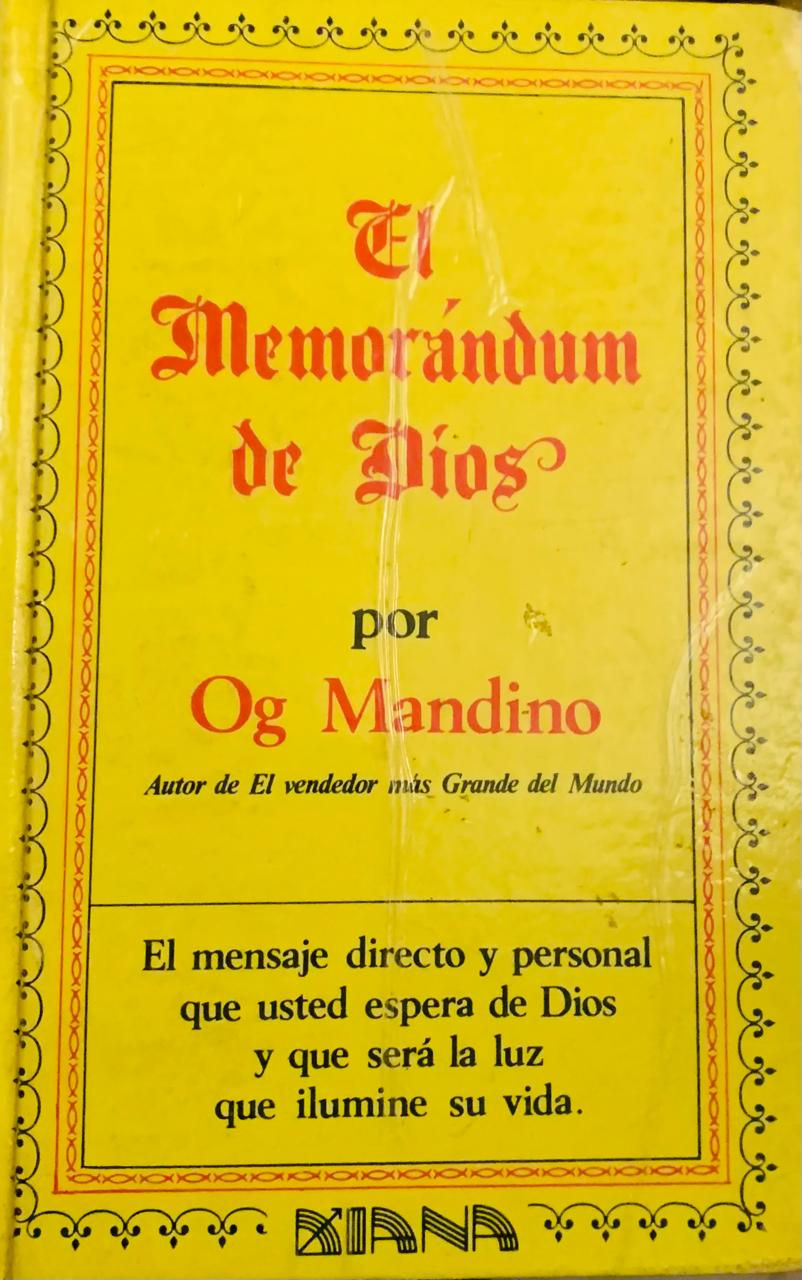 El
Memorándum
de Dios
por
Og Mandino
Autor de El vendedor más Grande del Mundo
El mensaje directo y personal
que usted espera de Dios
y que será la luz
que ilumine su vida.
DIANA